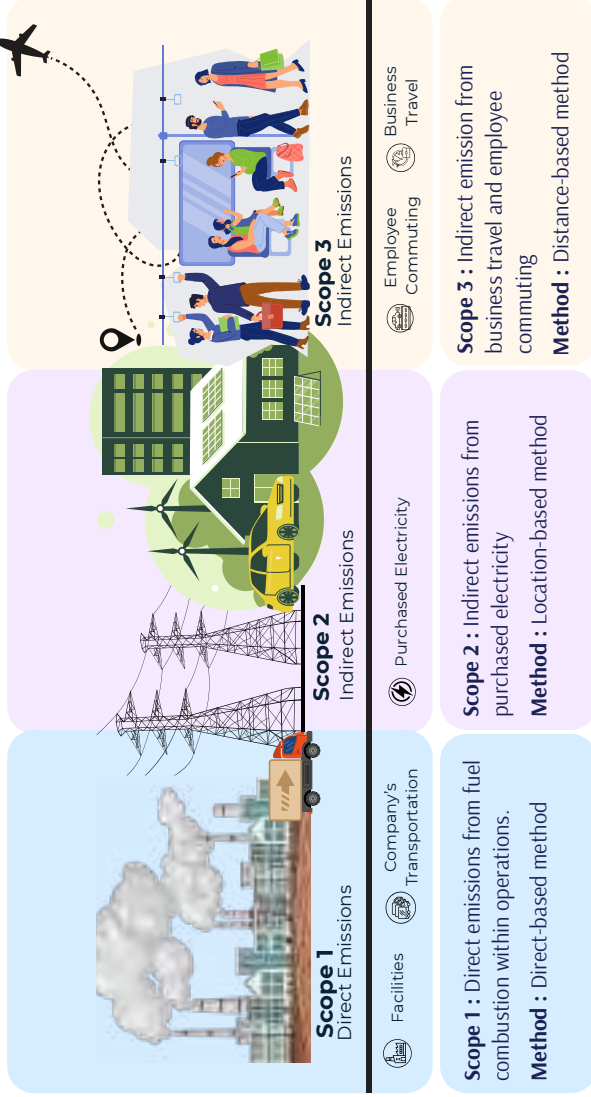 Scope 1
Direct Emissions
Scope 2
Indirect Emissions
Scope 3
Indirect Emissions
Facilities
Company's
Transportation
Purchased Electricity
Employee
Commuting
Business
Travel
Scope 1 : Direct emissions from fuel
combustion within operations.
Method : Direct-based method
Scope 2 : Indirect emissions from
purchased electricity
Method : Location-based method
Scope 3 : Indirect emission from
business travel and employee
commuting
Method : Distance-based method